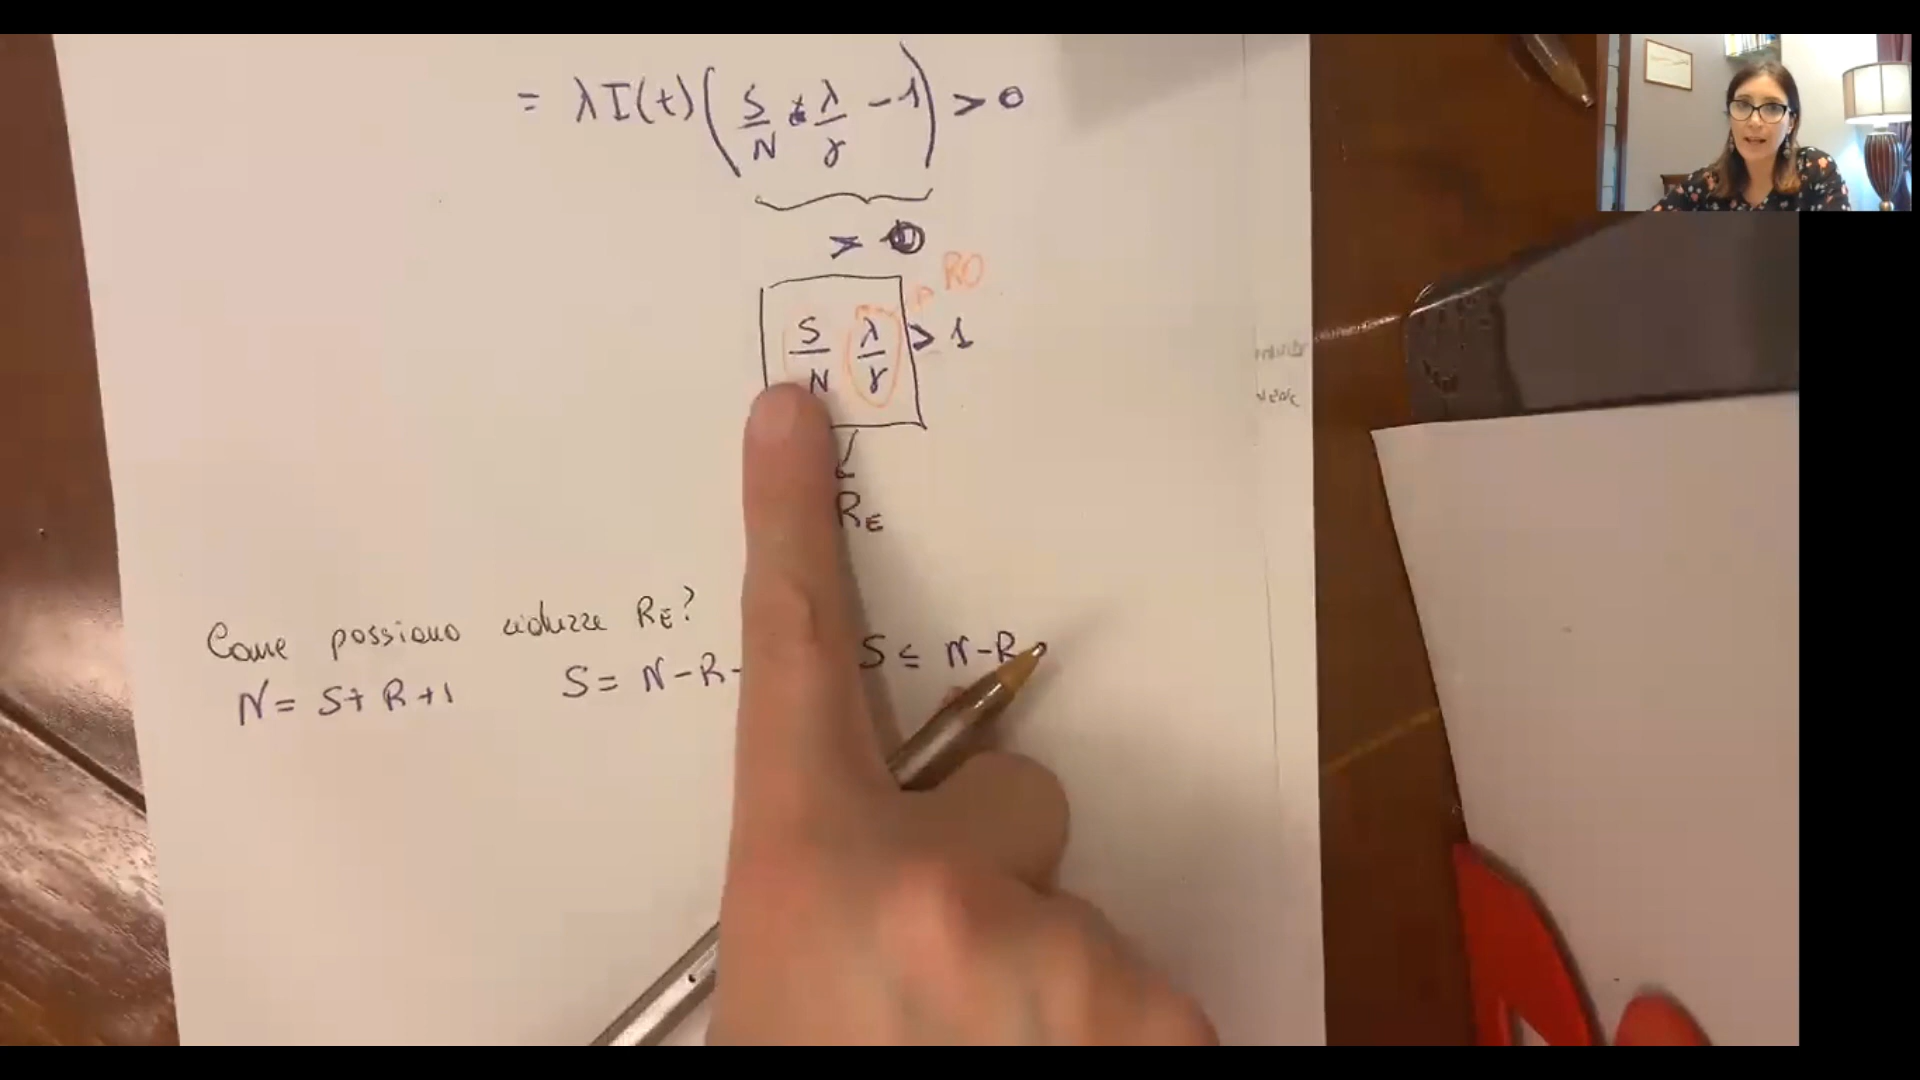 = λI(t)(S/N · λ/γ - 1) > 0
> 0
R0
S/N λ/γ > 1
RE
Come possiamo ridurre RE?
N = S + R + I
S = N - R - S ≤ N - R